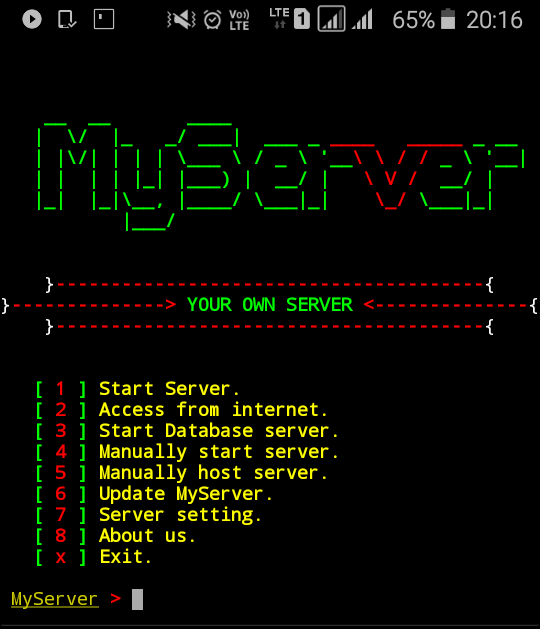 Vo) LTE LTE 1 65% 20:16
MyServer
}---------------------------------------{
}--------------> YOUR OWN SERVER <--------------{
}---------------------------------------{
[ 1 ] Start Server.
[ 2 ] Access from internet.
[ 3 ] Start Database server.
[ 4 ] Manually start server.
[ 5 ] Manually host server.
[ 6 ] Update MyServer.
[ 7 ] Server setting.
[ 8 ] About us.
[ x ] Exit.
MyServer >